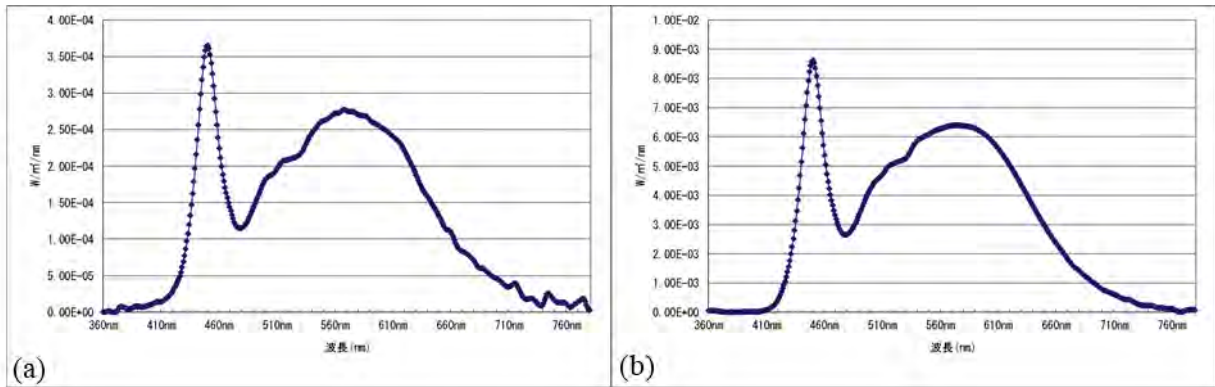 4.00E-04
3.50E-04
3.00E-04
2.50E-04
2.00E-04
1.50E-04
1.00E-04
5.00E-05
0.00E+00
W/㎡/nm
360nm 410nm 460nm 510nm 560nm 610nm 660nm 710nm 760nm
波長(nm)
(a)
1.00E-02
9.00E-03
8.00E-03
7.00E-03
6.00E-03
5.00E-03
4.00E-03
3.00E-03
2.00E-03
1.00E-03
0.00E+00
W/㎡/nm
360nm 410nm 460nm 510nm 560nm 610nm 660nm 710nm 760nm
波長(nm)
(b)